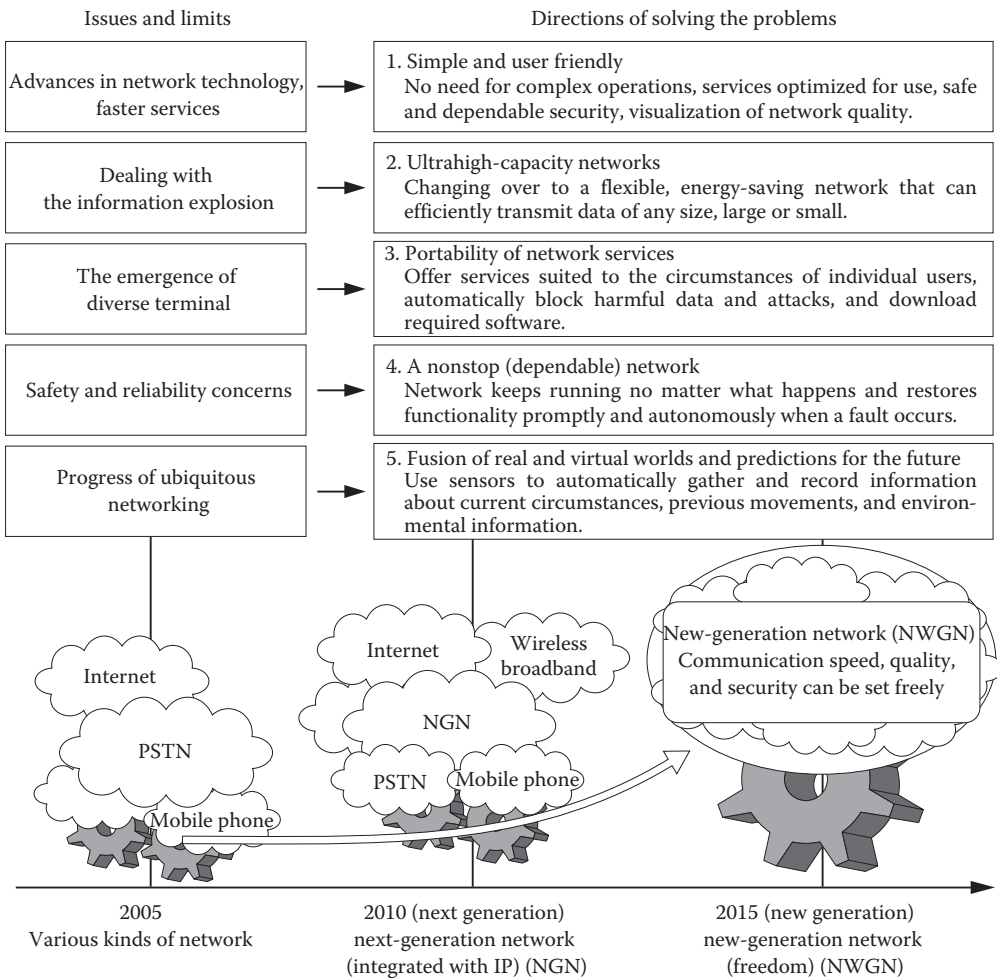 Issues and limits
Directions of solving the problems
Advances in network technology,
faster services
1. Simple and user friendly
No need for complex operations, services optimized for use, safe
and dependable security, visualization of network quality.
Dealing with
the information explosion
2. Ultrahigh-capacity networks
Changing over to a flexible, energy-saving network that can
efficiently transmit data of any size, large or small.
The emergence of
diverse terminal
3. Portability of network services
Offer services suited to the circumstances of individual users,
automatically block harmful data and attacks, and download
required software.
Safety and reliability concerns
4. A nonstop (dependable) network
Network keeps running no matter what happens and restores
functionality promptly and autonomously when a fault occurs.
Progress of ubiquitous
networking
5. Fusion of real and virtual worlds and predictions for the future
Use sensors to automatically gather and record information
about current circumstances, previous movements, and environ-
mental information.
Internet
PSTN
Mobile phone
Internet
Wireless
broadband
NGN
PSTN
Mobile phone
New-generation network (NWGN)
Communication speed, quality,
and security can be set freely
2005
Various kinds of network
2010 (next generation)
next-generation network
(integrated with IP) (NGN)
2015 (new generation)
new-generation network
(freedom) (NWGN)